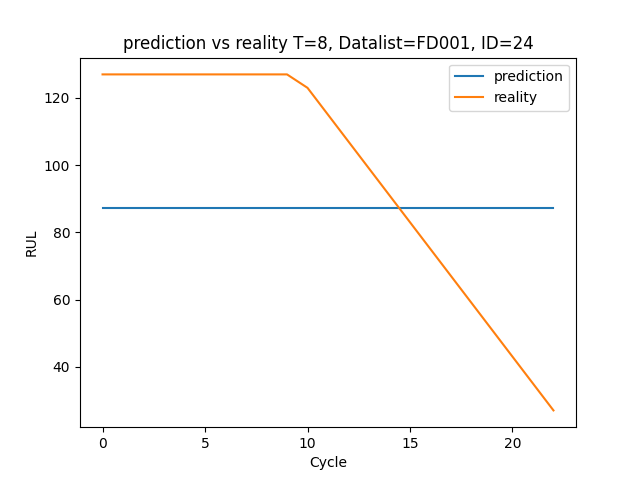 prediction vs reality T=8, Datalist=FD001, ID=24
prediction
reality
120
100
80
60
40
RUL
0 5 10 15 20
Cycle